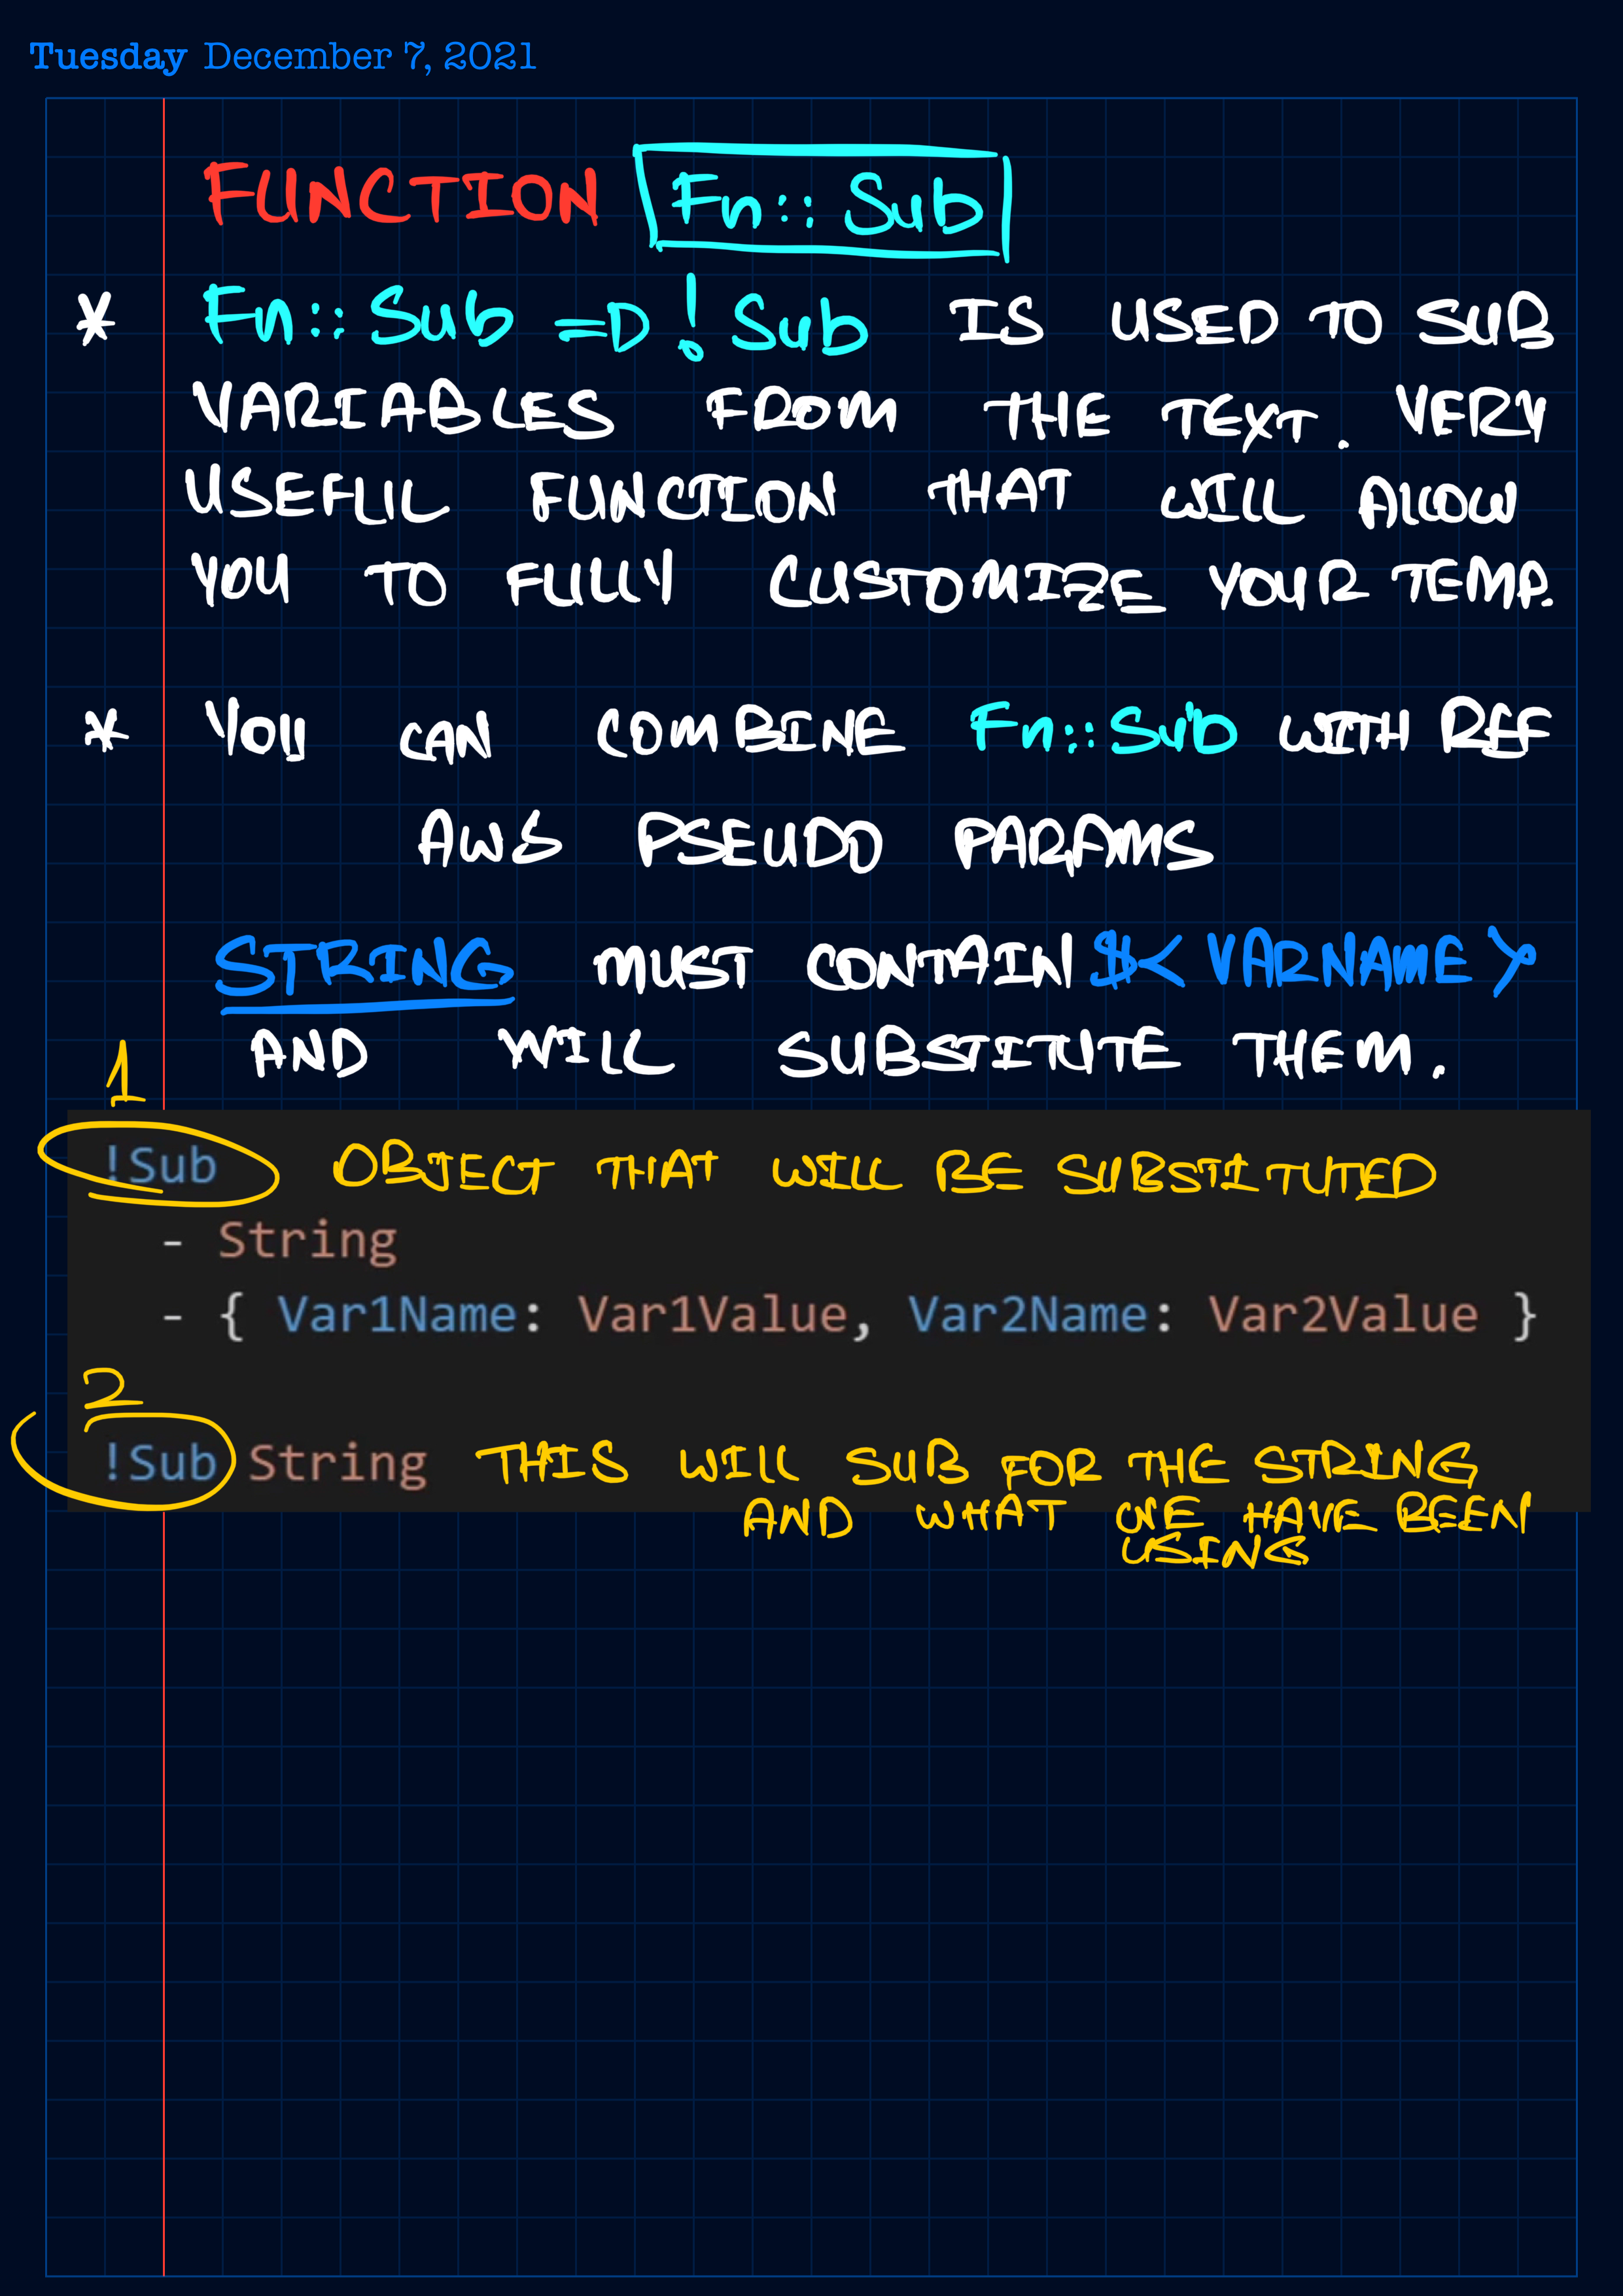 Tuesday December 7, 2021
FUNCTION Fn::Sub
* Fn::Sub => !Sub IS USED TO SUB
VARIABLES FROM THE TEXT. VERY
USEFUL FUNCTION THAT WILL ALLOW
YOU TO FULLY CUSTOMIZE YOUR TEMP.
* YOU CAN COMBINE Fn::Sub WITH REF
AWS PSEUDO PARAMS
STRING MUST CONTAIN ${VARNAME}
AND WILL SUBSTITUTE THEM.
1
!Sub OBJECT THAT WILL BE SUBSTITUTED
- String
- { Var1Name: Var1Value, Var2Name: Var2Value }
2
!Sub String THIS WILL SUB FOR THE STRING
AND WHAT WE HAVE BEEN
USING